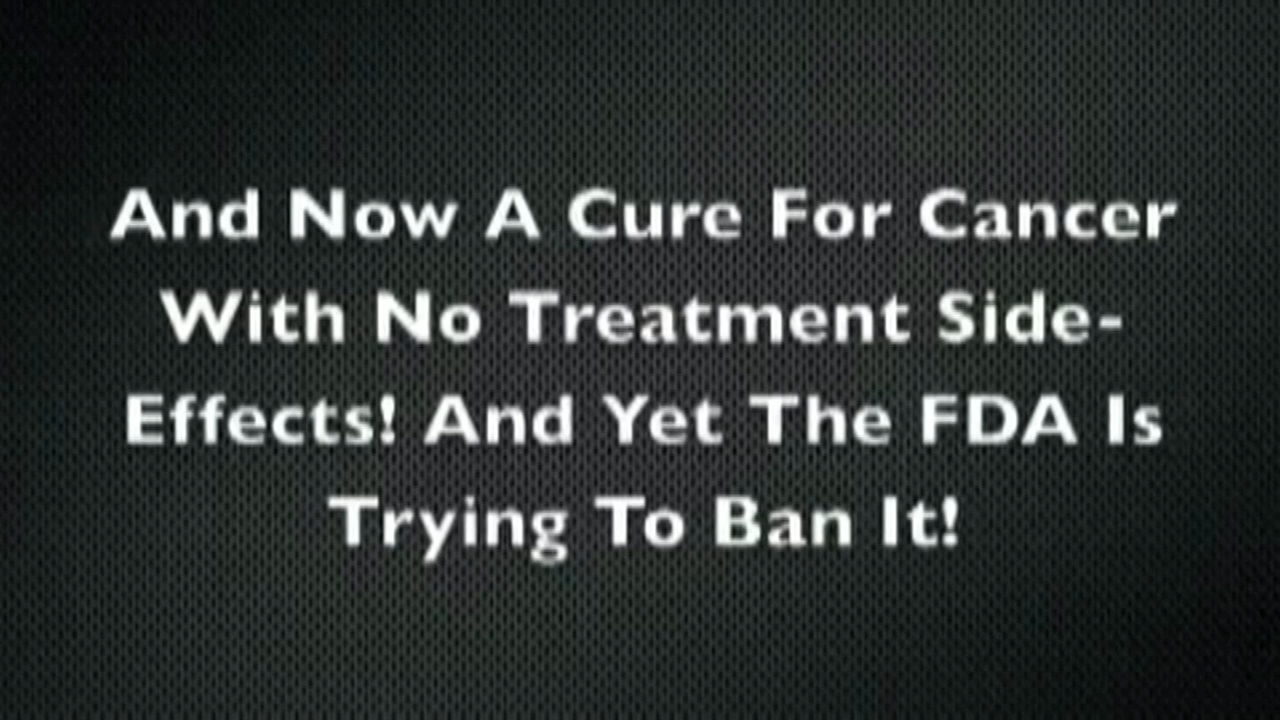 And Now A Cure For Cancer
With No Treatment Side-
Effects! And Yet The FDA Is
Trying To Ban It!